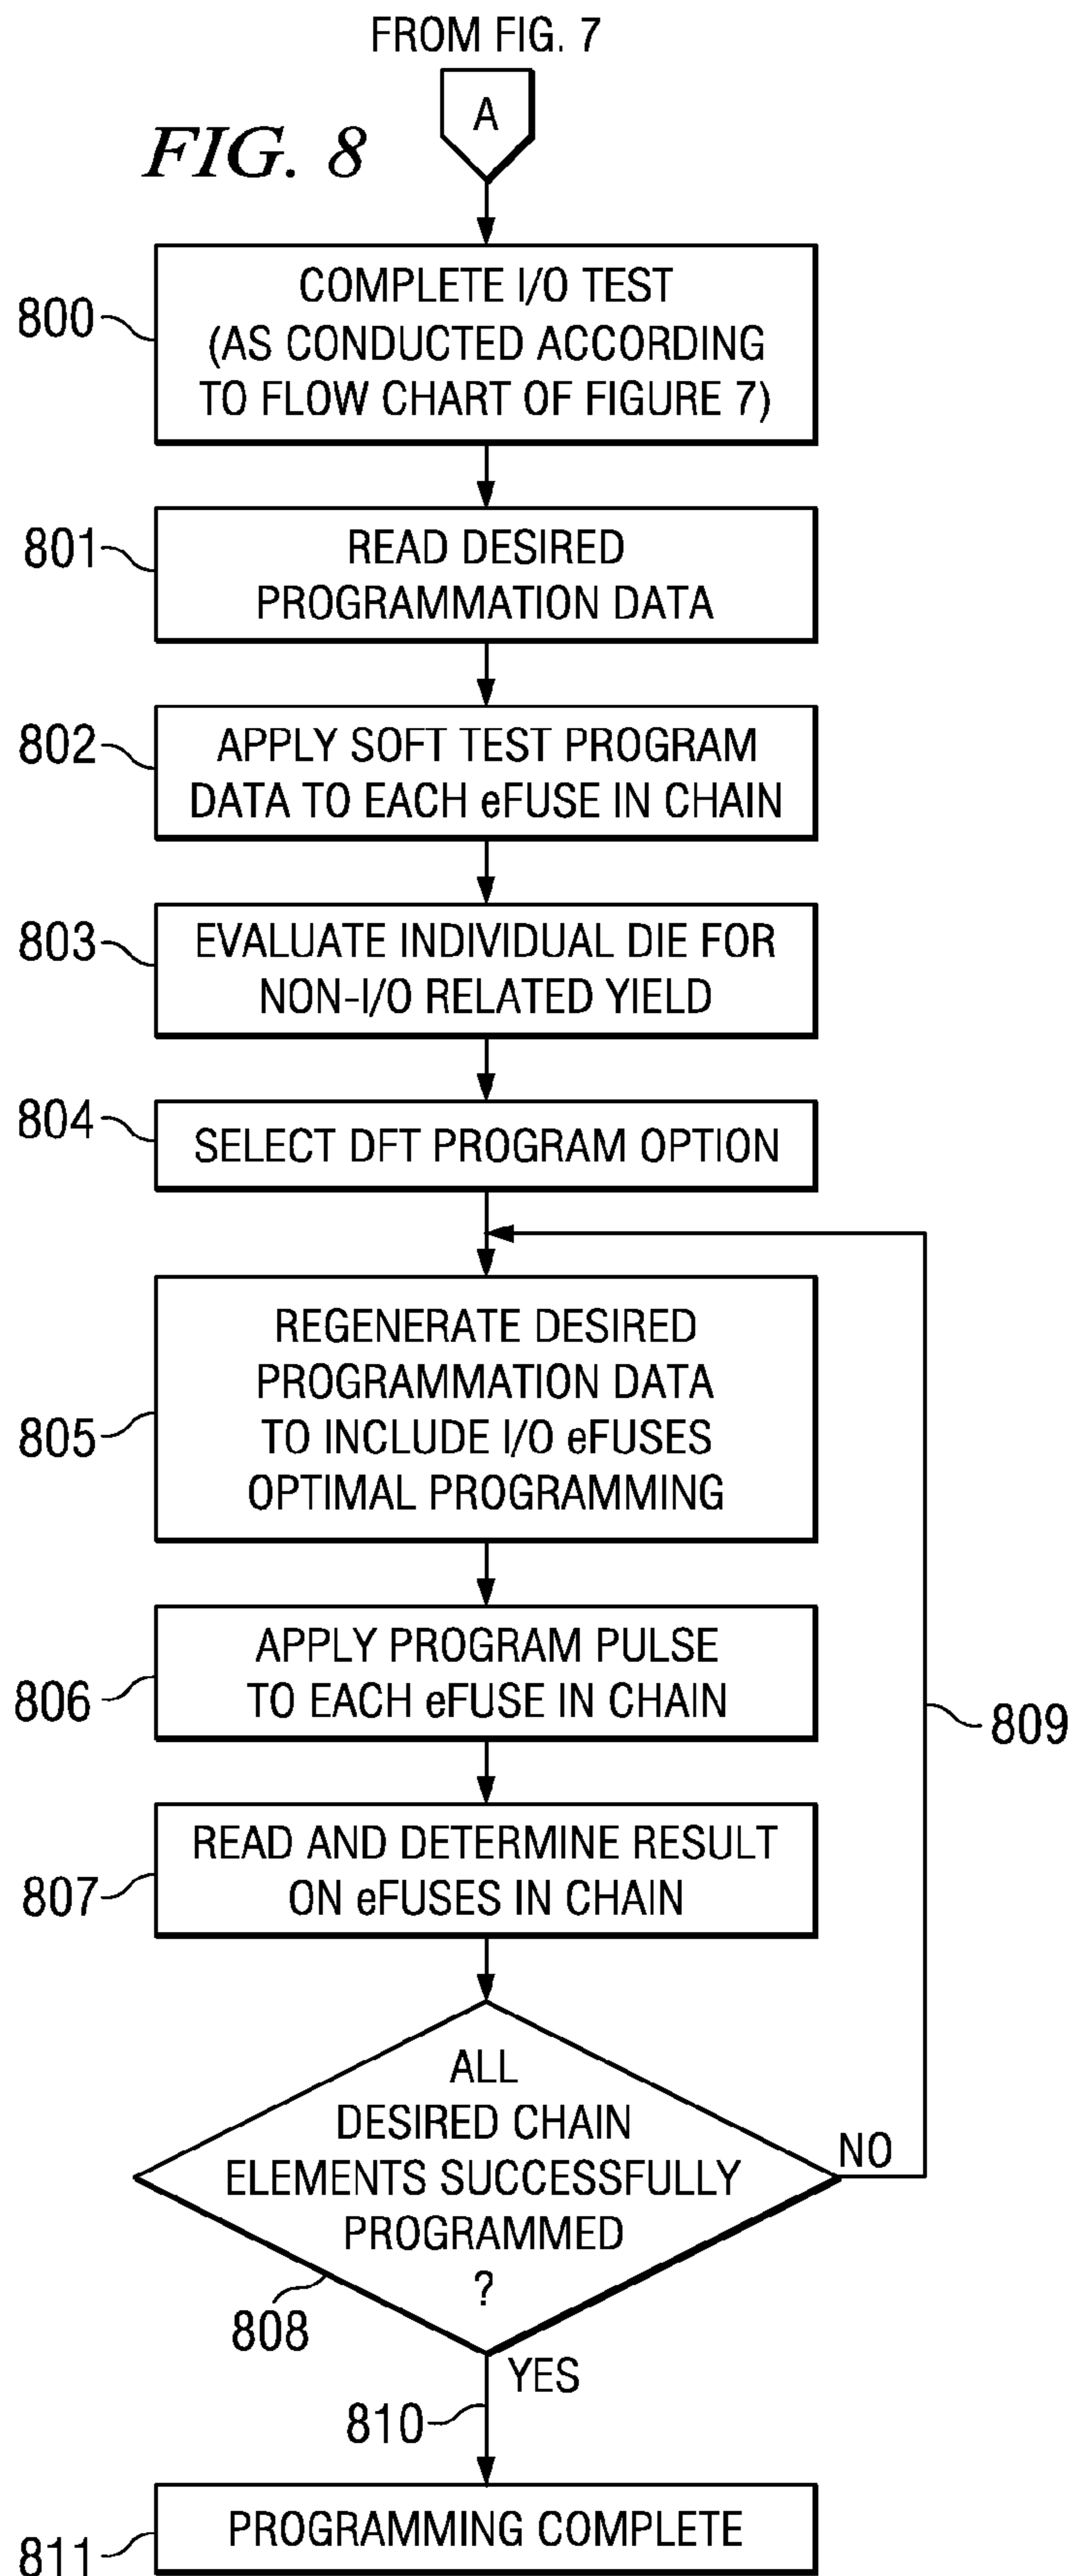 FROM FIG. 7
A
FIG. 8
COMPLETE I/O TEST
(AS CONDUCTED ACCORDING
TO FLOW CHART OF FIGURE 7)
800
READ DESIRED
PROGRAMMATION DATA
801
APPLY SOFT TEST PROGRAM
DATA TO EACH eFUSE IN CHAIN
802
EVALUATE INDIVIDUAL DIE FOR
NON-I/O RELATED YIELD
803
SELECT DFT PROGRAM OPTION
804
REGENERATE DESIRED
PROGRAMMATION DATA
TO INCLUDE I/O eFUSES
OPTIMAL PROGRAMMING
805
APPLY PROGRAM PULSE
TO EACH eFUSE IN CHAIN
806
809
READ AND DETERMINE RESULT
ON eFUSES IN CHAIN
807
ALL
DESIRED CHAIN
ELEMENTS SUCCESSFULLY
PROGRAMMED
?
NO
808
YES
810
PROGRAMMING COMPLETE
811